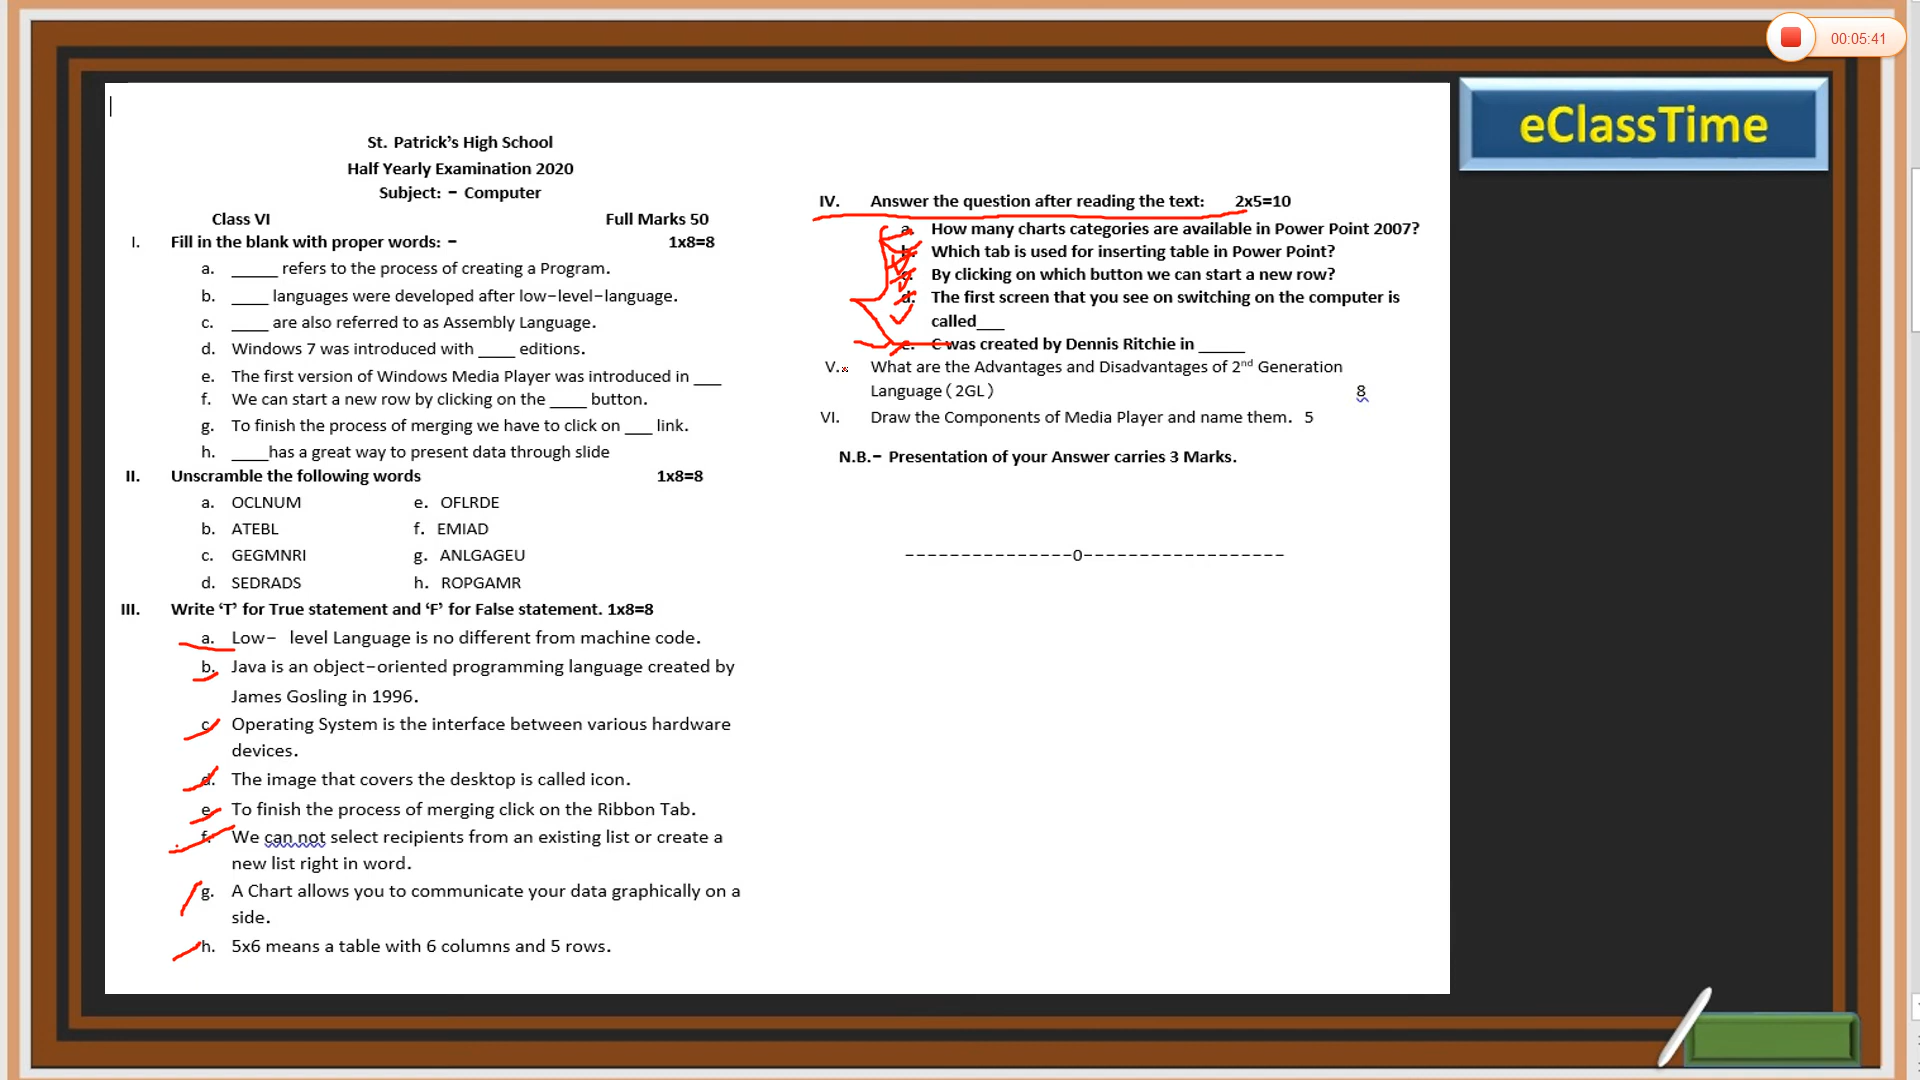 00:05:41
eClassTime
St. Patrick’s High School
Half Yearly Examination 2020
Subject: - Computer
Class VI Full Marks 50
I. Fill in the blank with proper words: - 1x8=8
a. _____ refers to the process of creating a Program.
b. ____ languages were developed after low-level-language.
c. ____ are also referred to as Assembly Language.
d. Windows 7 was introduced with ____ editions.
e. The first version of Windows Media Player was introduced in ___
f. We can start a new row by clicking on the ____ button.
g. To finish the process of merging we have to click on ___ link.
h. ____has a great way to present data through slide
II. Unscramble the following words 1x8=8
a. OCLNUM e. OFLRDE
b. ATEBL f. EMIAD
c. GEGMNRI g. ANLGAGEU
d. SEDRADS h. ROPGAMR
III. Write ‘T’ for True statement and ‘F’ for False statement. 1x8=8
a. Low- level Language is no different from machine code.
b. Java is an object-oriented programming language created by
James Gosling in 1996.
c. Operating System is the interface between various hardware
devices.
d. The image that covers the desktop is called icon.
e. To finish the process of merging click on the Ribbon Tab.
f. We can not select recipients from an existing list or create a
new list right in word.
g. A Chart allows you to communicate your data graphically on a
side.
h. 5x6 means a table with 6 columns and 5 rows.
IV. Answer the question after reading the text: 2x5=10
a. How many charts categories are available in Power Point 2007?
b. Which tab is used for inserting table in Power Point?
c. By clicking on which button we can start a new row?
d. The first screen that you see on switching on the computer is
called___
e. C was created by Dennis Ritchie in _____
V. What are the Advantages and Disadvantages of 2nd Generation
Language (2GL) 8
VI. Draw the Components of Media Player and name them. 5
N.B.- Presentation of your Answer carries 3 Marks.
---------------0------------------